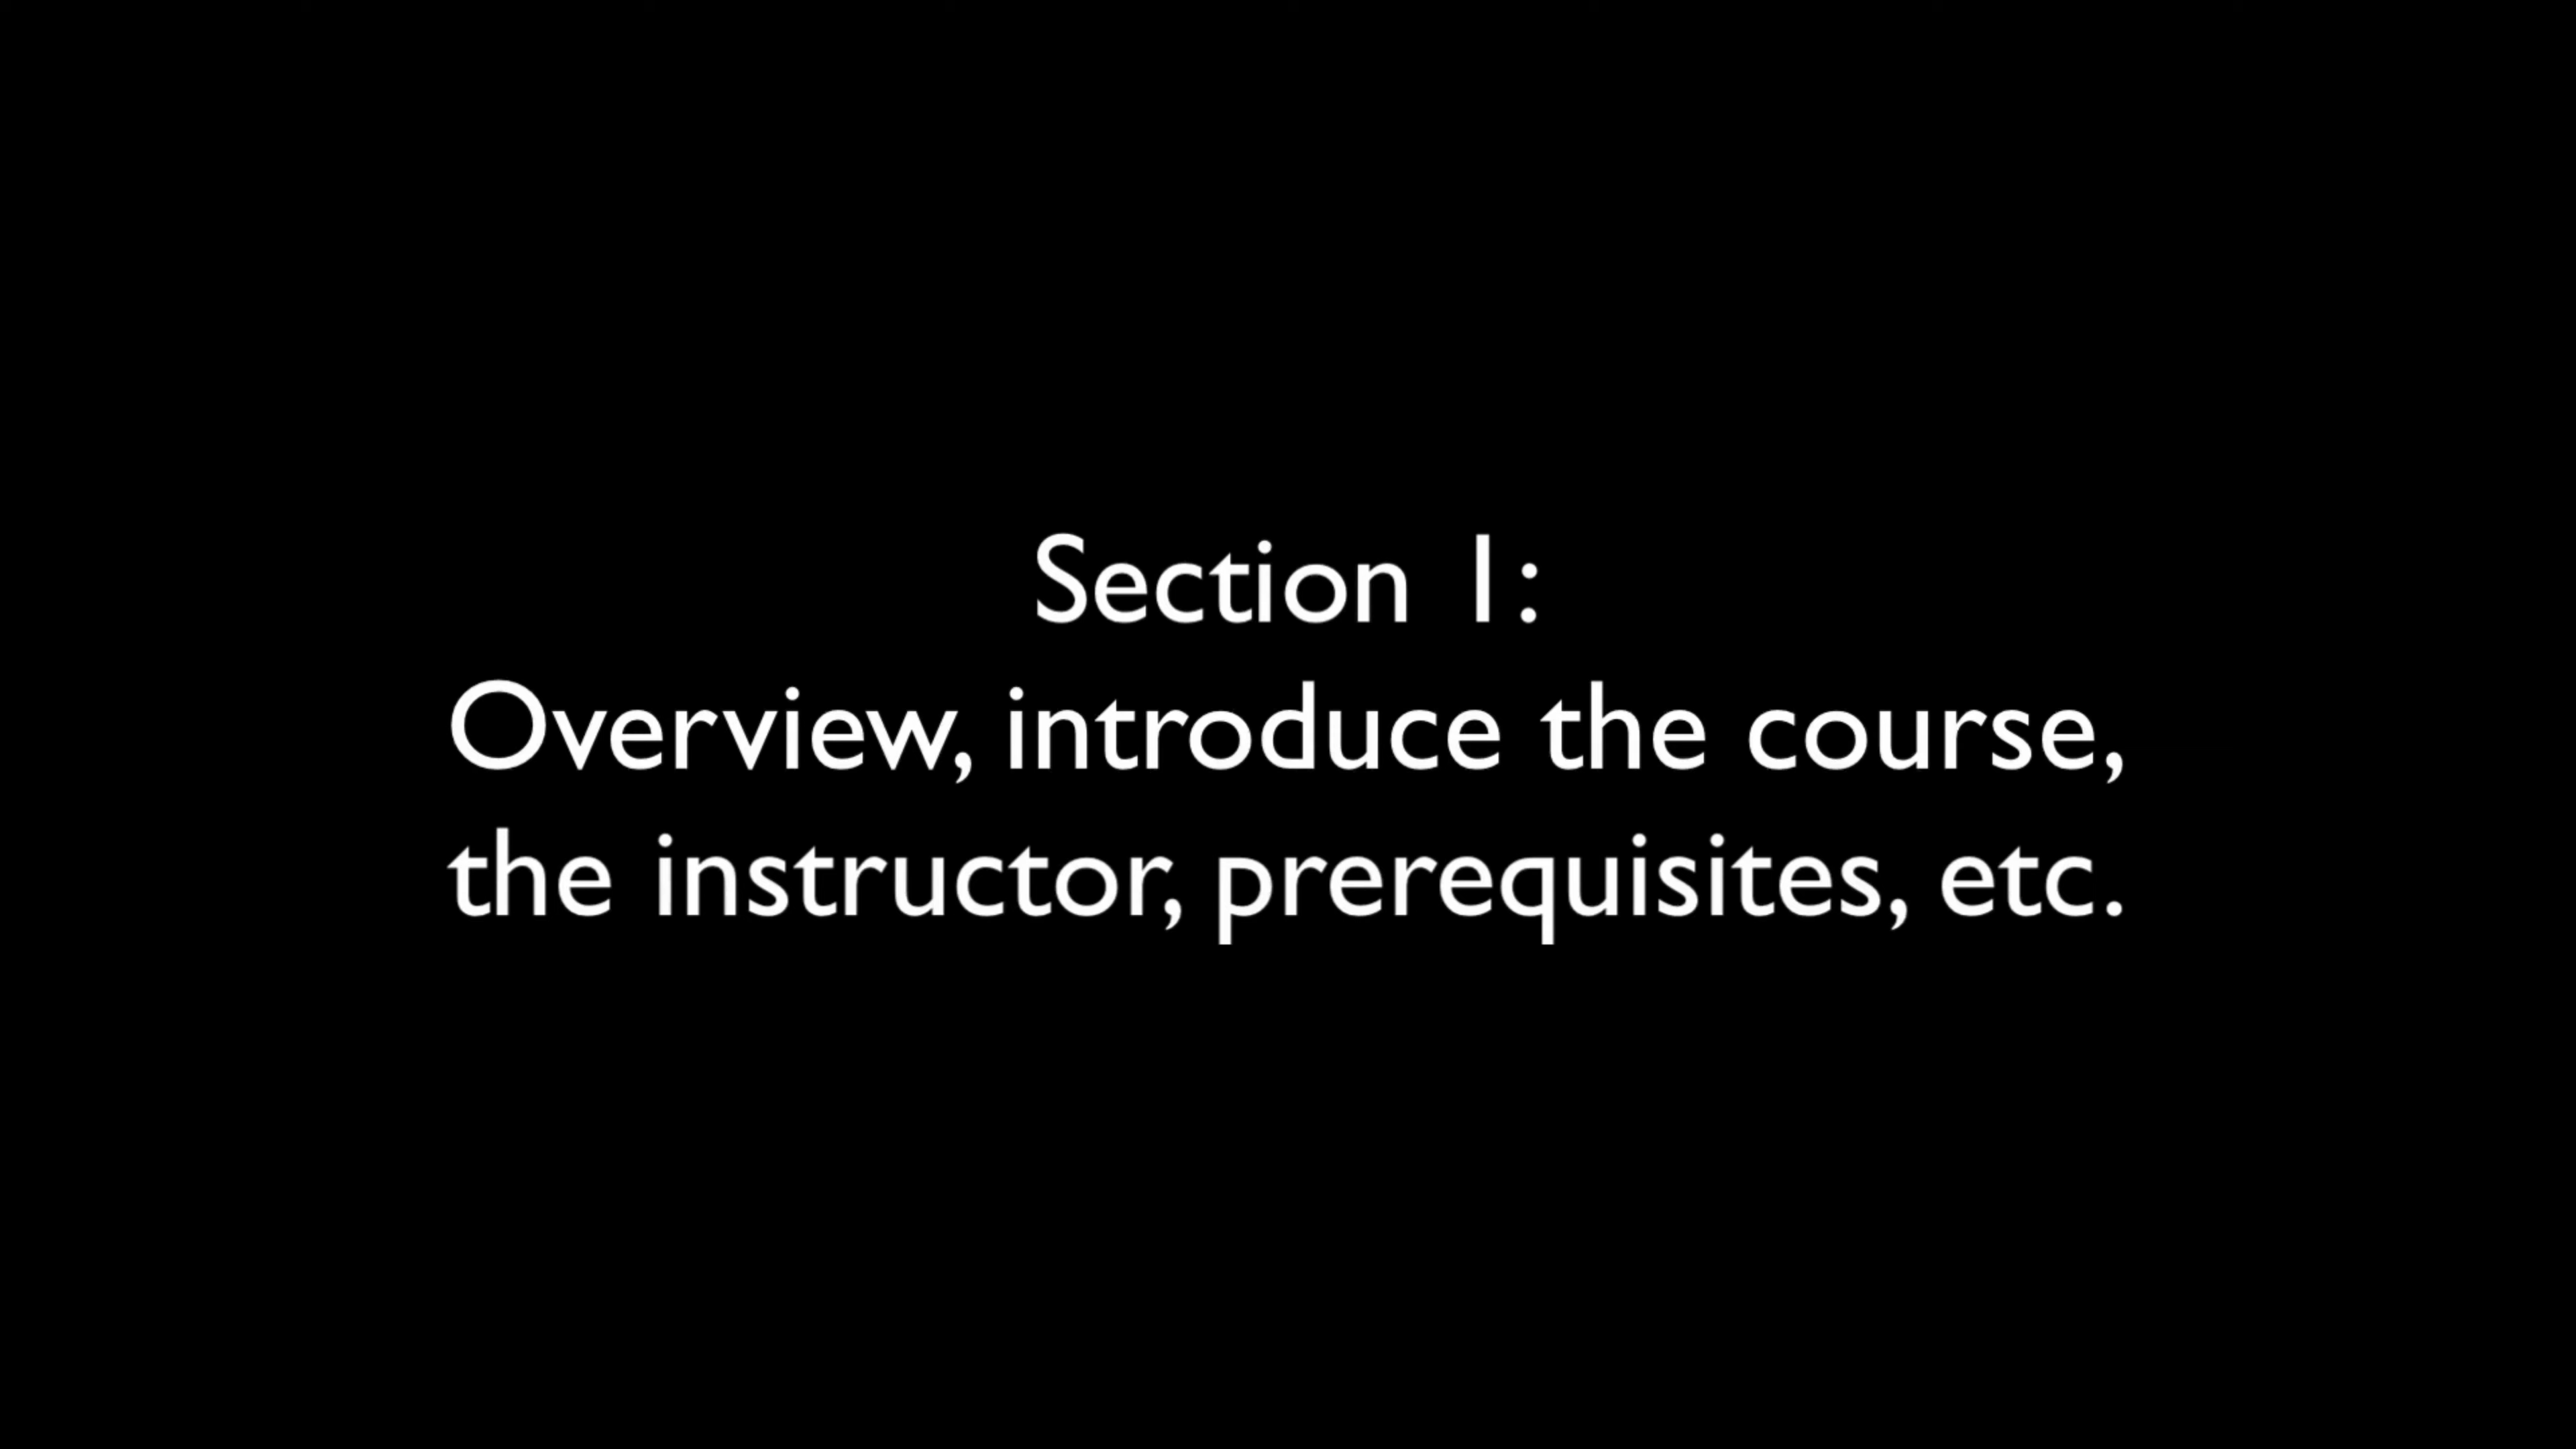 Section 1:
Overview, introduce the course,
the instructor, prerequisites, etc.